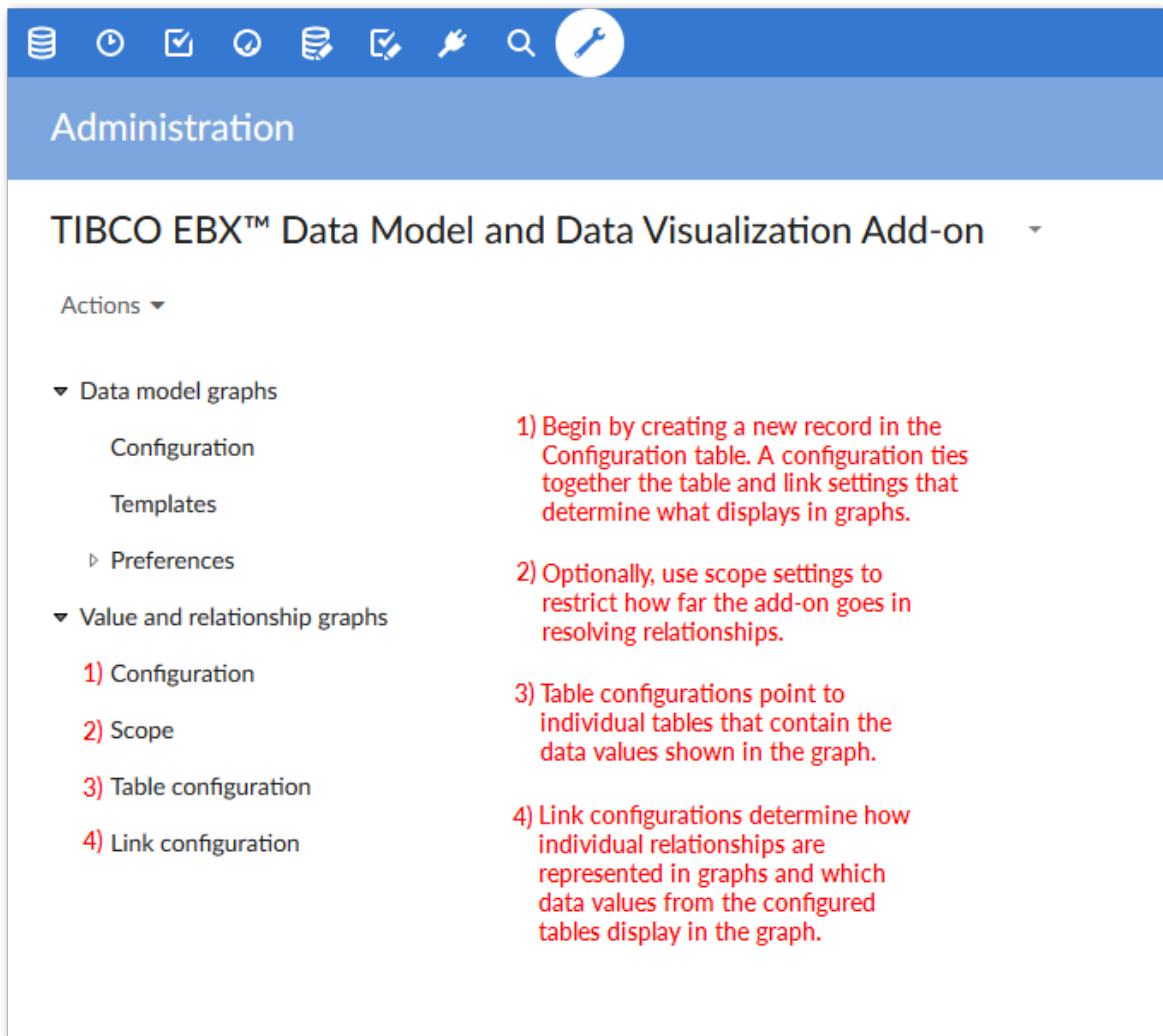 Administration
TIBCO EBX™ Data Model and Data Visualization Add-on
Actions
Data model graphs
Configuration
Templates
Preferences
Value and relationship graphs
1) Configuration
2) Scope
3) Table configuration
4) Link configuration
1) Begin by creating a new record in the
Configuration table. A configuration ties
together the table and link settings that
determine what displays in graphs.
2) Optionally, use scope settings to
restrict how far the add-on goes in
resolving relationships.
3) Table configurations point to
individual tables that contain the
data values shown in the graph.
4) Link configurations determine how
individual relationships are
represented in graphs and which
data values from the configured
tables display in the graph.